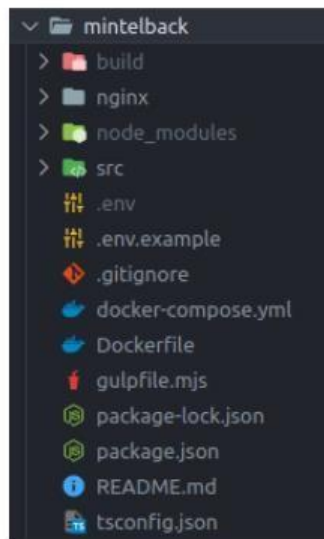 mintelback
build
nginx
node_modules
src
.env
.env.example
.gitignore
docker-compose.yml
Dockerfile
gulpfile.mjs
package-lock.json
package.json
README.md
tsconfig.json